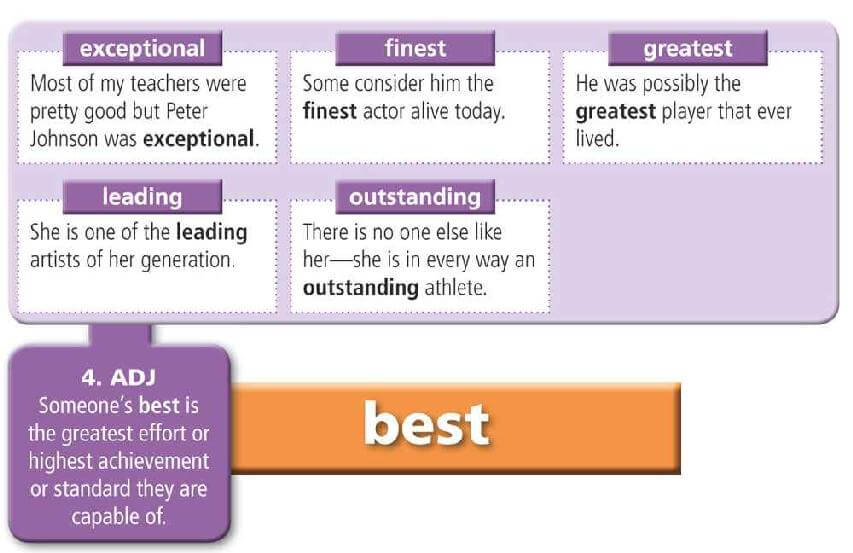 exceptional
Most of my teachers were
pretty good but Peter
Johnson was exceptional.
finest
Some consider him the
finest actor alive today.
greatest
He was possibly the
greatest player that ever
lived.
leading
She is one of the leading
artists of her generation.
outstanding
There is no one else like
her—she is in every way an
outstanding athlete.
4. ADJ
Someone's best is
the greatest effort or
highest achievement
or standard they are
capable of.
best